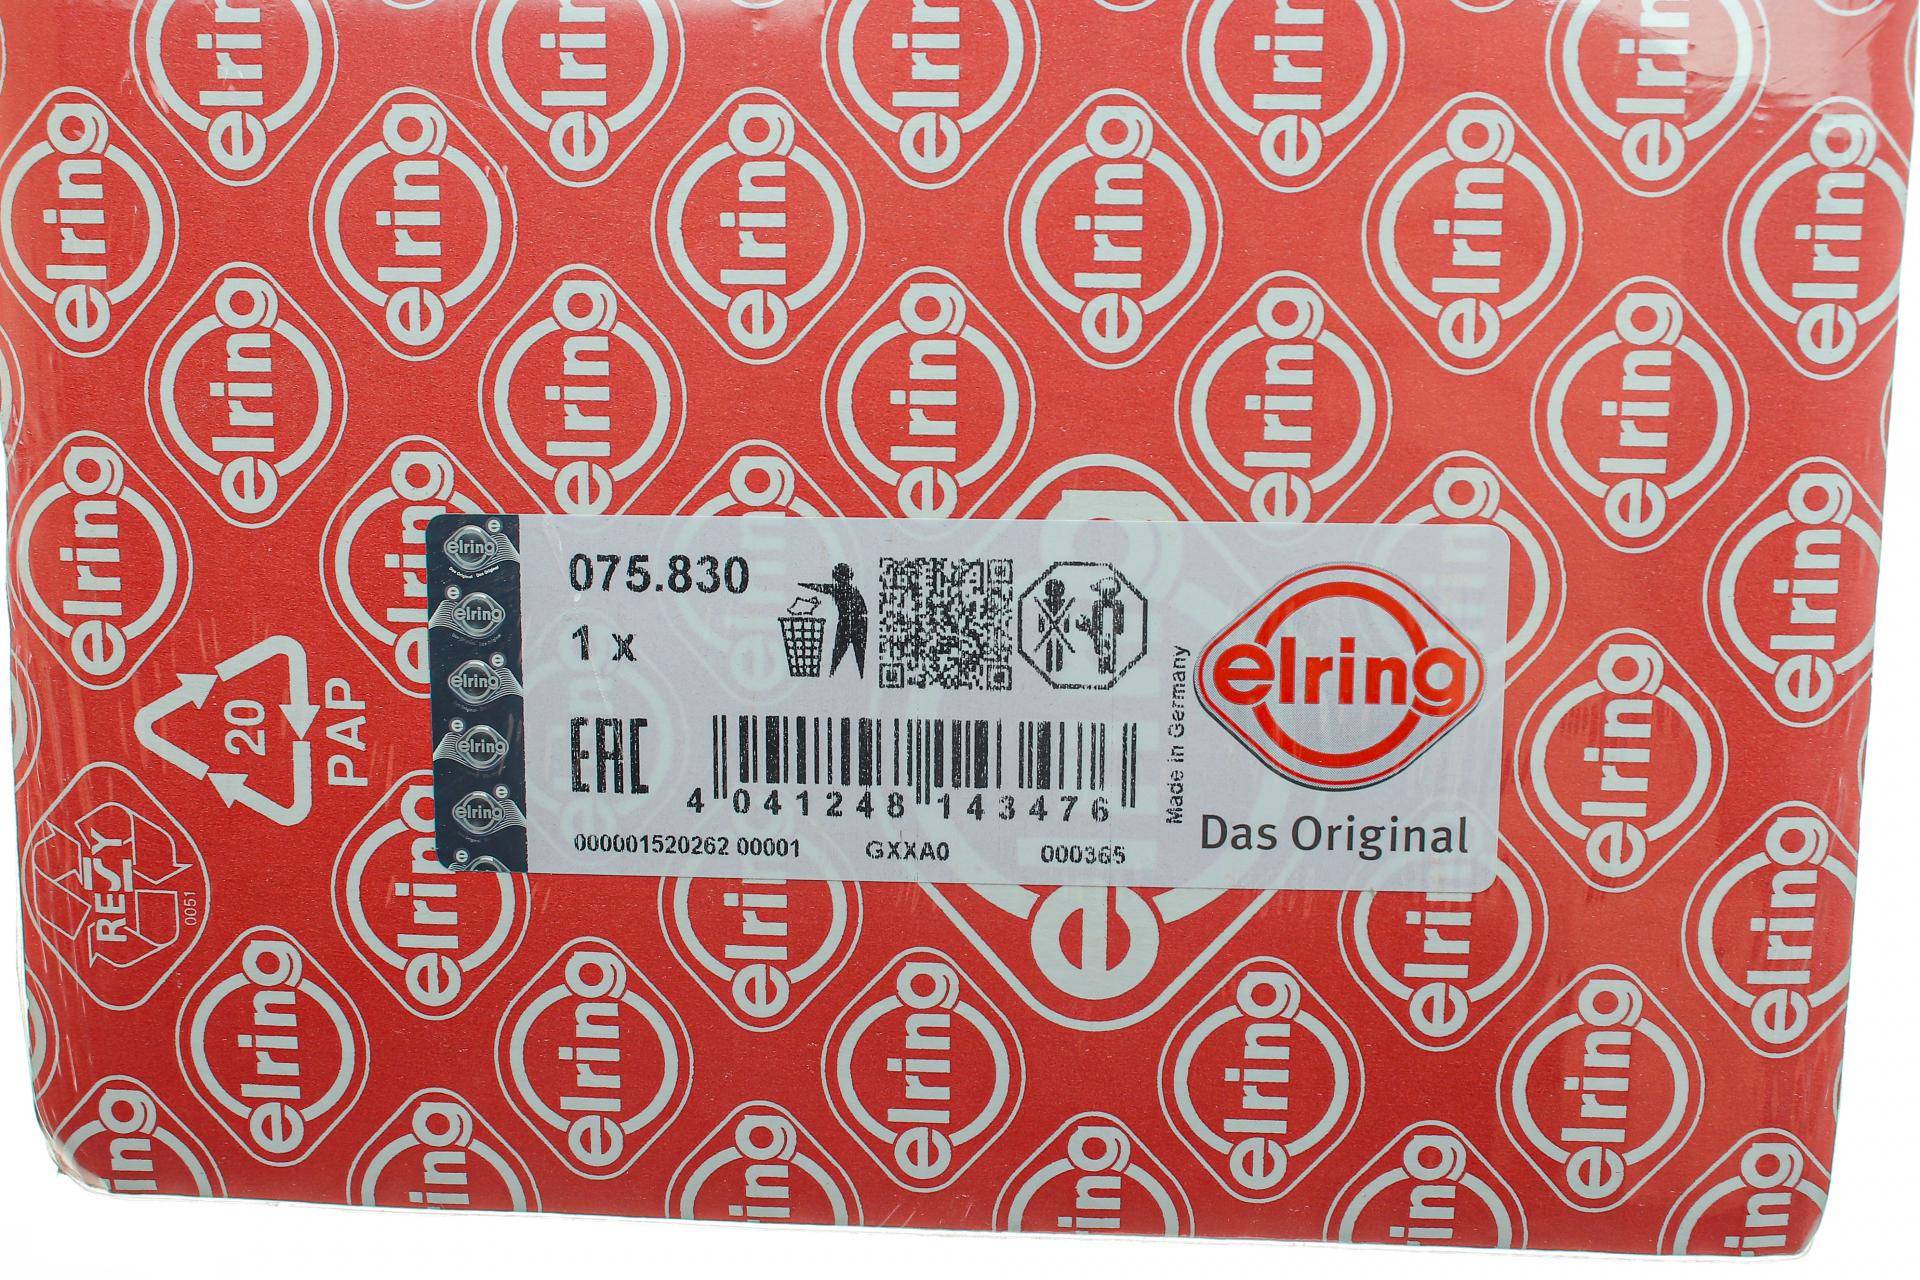 075.830
1 x
EAC
4 041248 143476
000001520262 00001 GXXA0 000365
Made in Germany
elring
Das Original
20
PAP
RESY
0051
elring